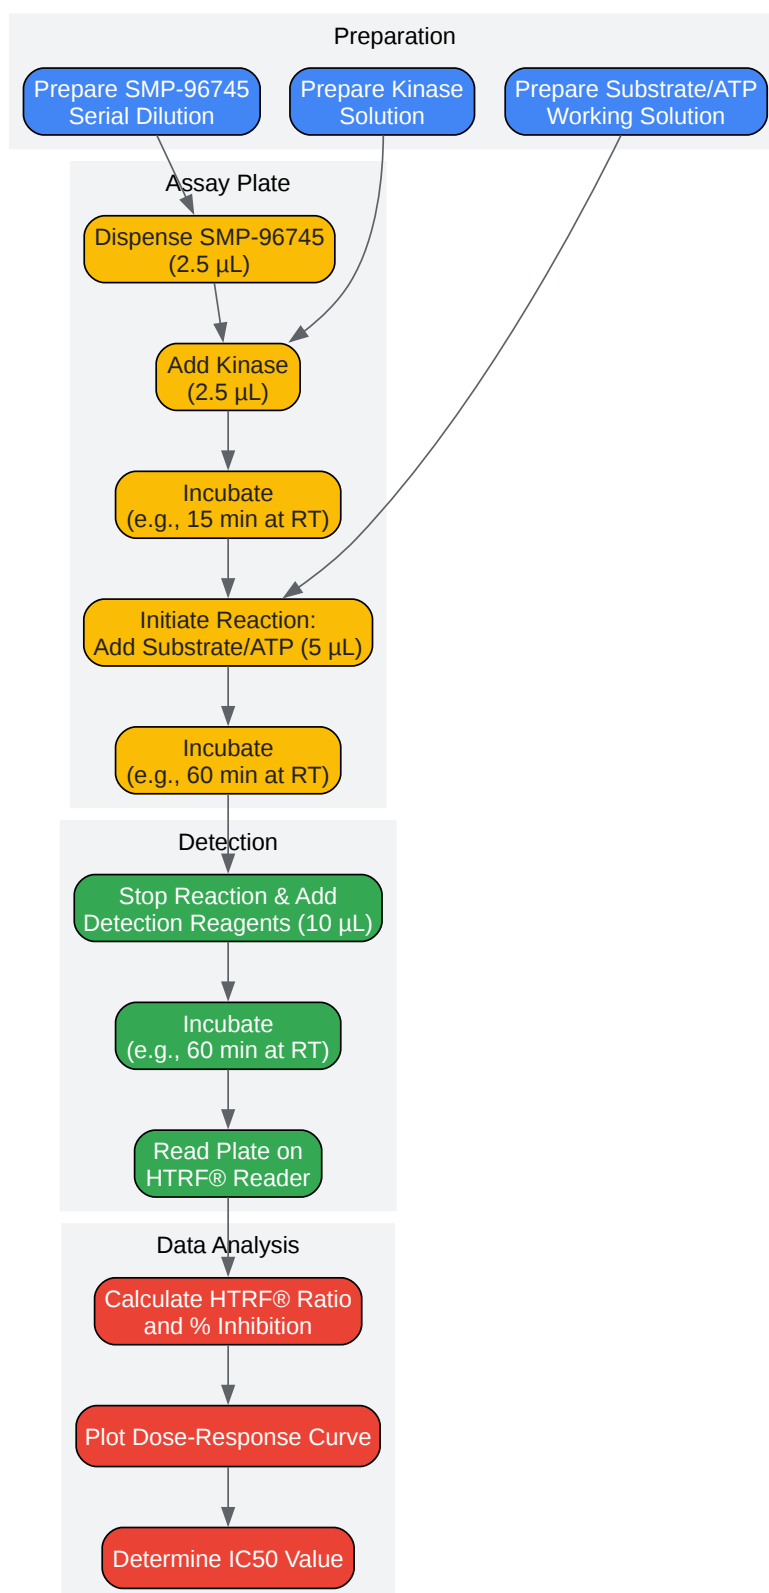 Preparation
Prepare SMP-96745
Serial Dilution
Prepare Kinase
Solution
Prepare Substrate/ATP
Working Solution
Assay Plate
Dispense SMP-96745
(2.5 µL)
Add Kinase
(2.5 µL)
Incubate
(e.g., 15 min at RT)
Initiate Reaction:
Add Substrate/ATP (5 µL)
Incubate
(e.g., 60 min at RT)
Detection
Stop Reaction & Add
Detection Reagents (10 µL)
Incubate
(e.g., 60 min at RT)
Read Plate on
HTRF® Reader
Data Analysis
Calculate HTRF® Ratio
and % Inhibition
Plot Dose-Response Curve
Determine IC50 Value